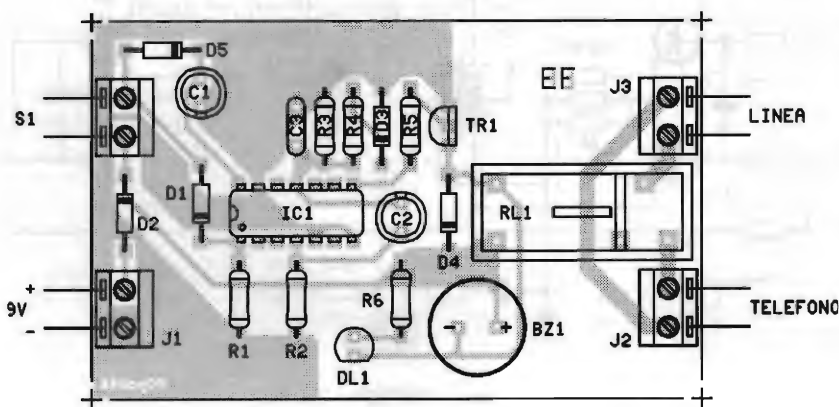 D5
C1
EF
J3
S1
C3
R3
R4
D3
R5
TR1
LINEA
D1
IC1
C2
RL1
D2
D4
+
9V
-
R6
- +
BZ1
TELEFONO
J1
R1
R2
DL1
J2